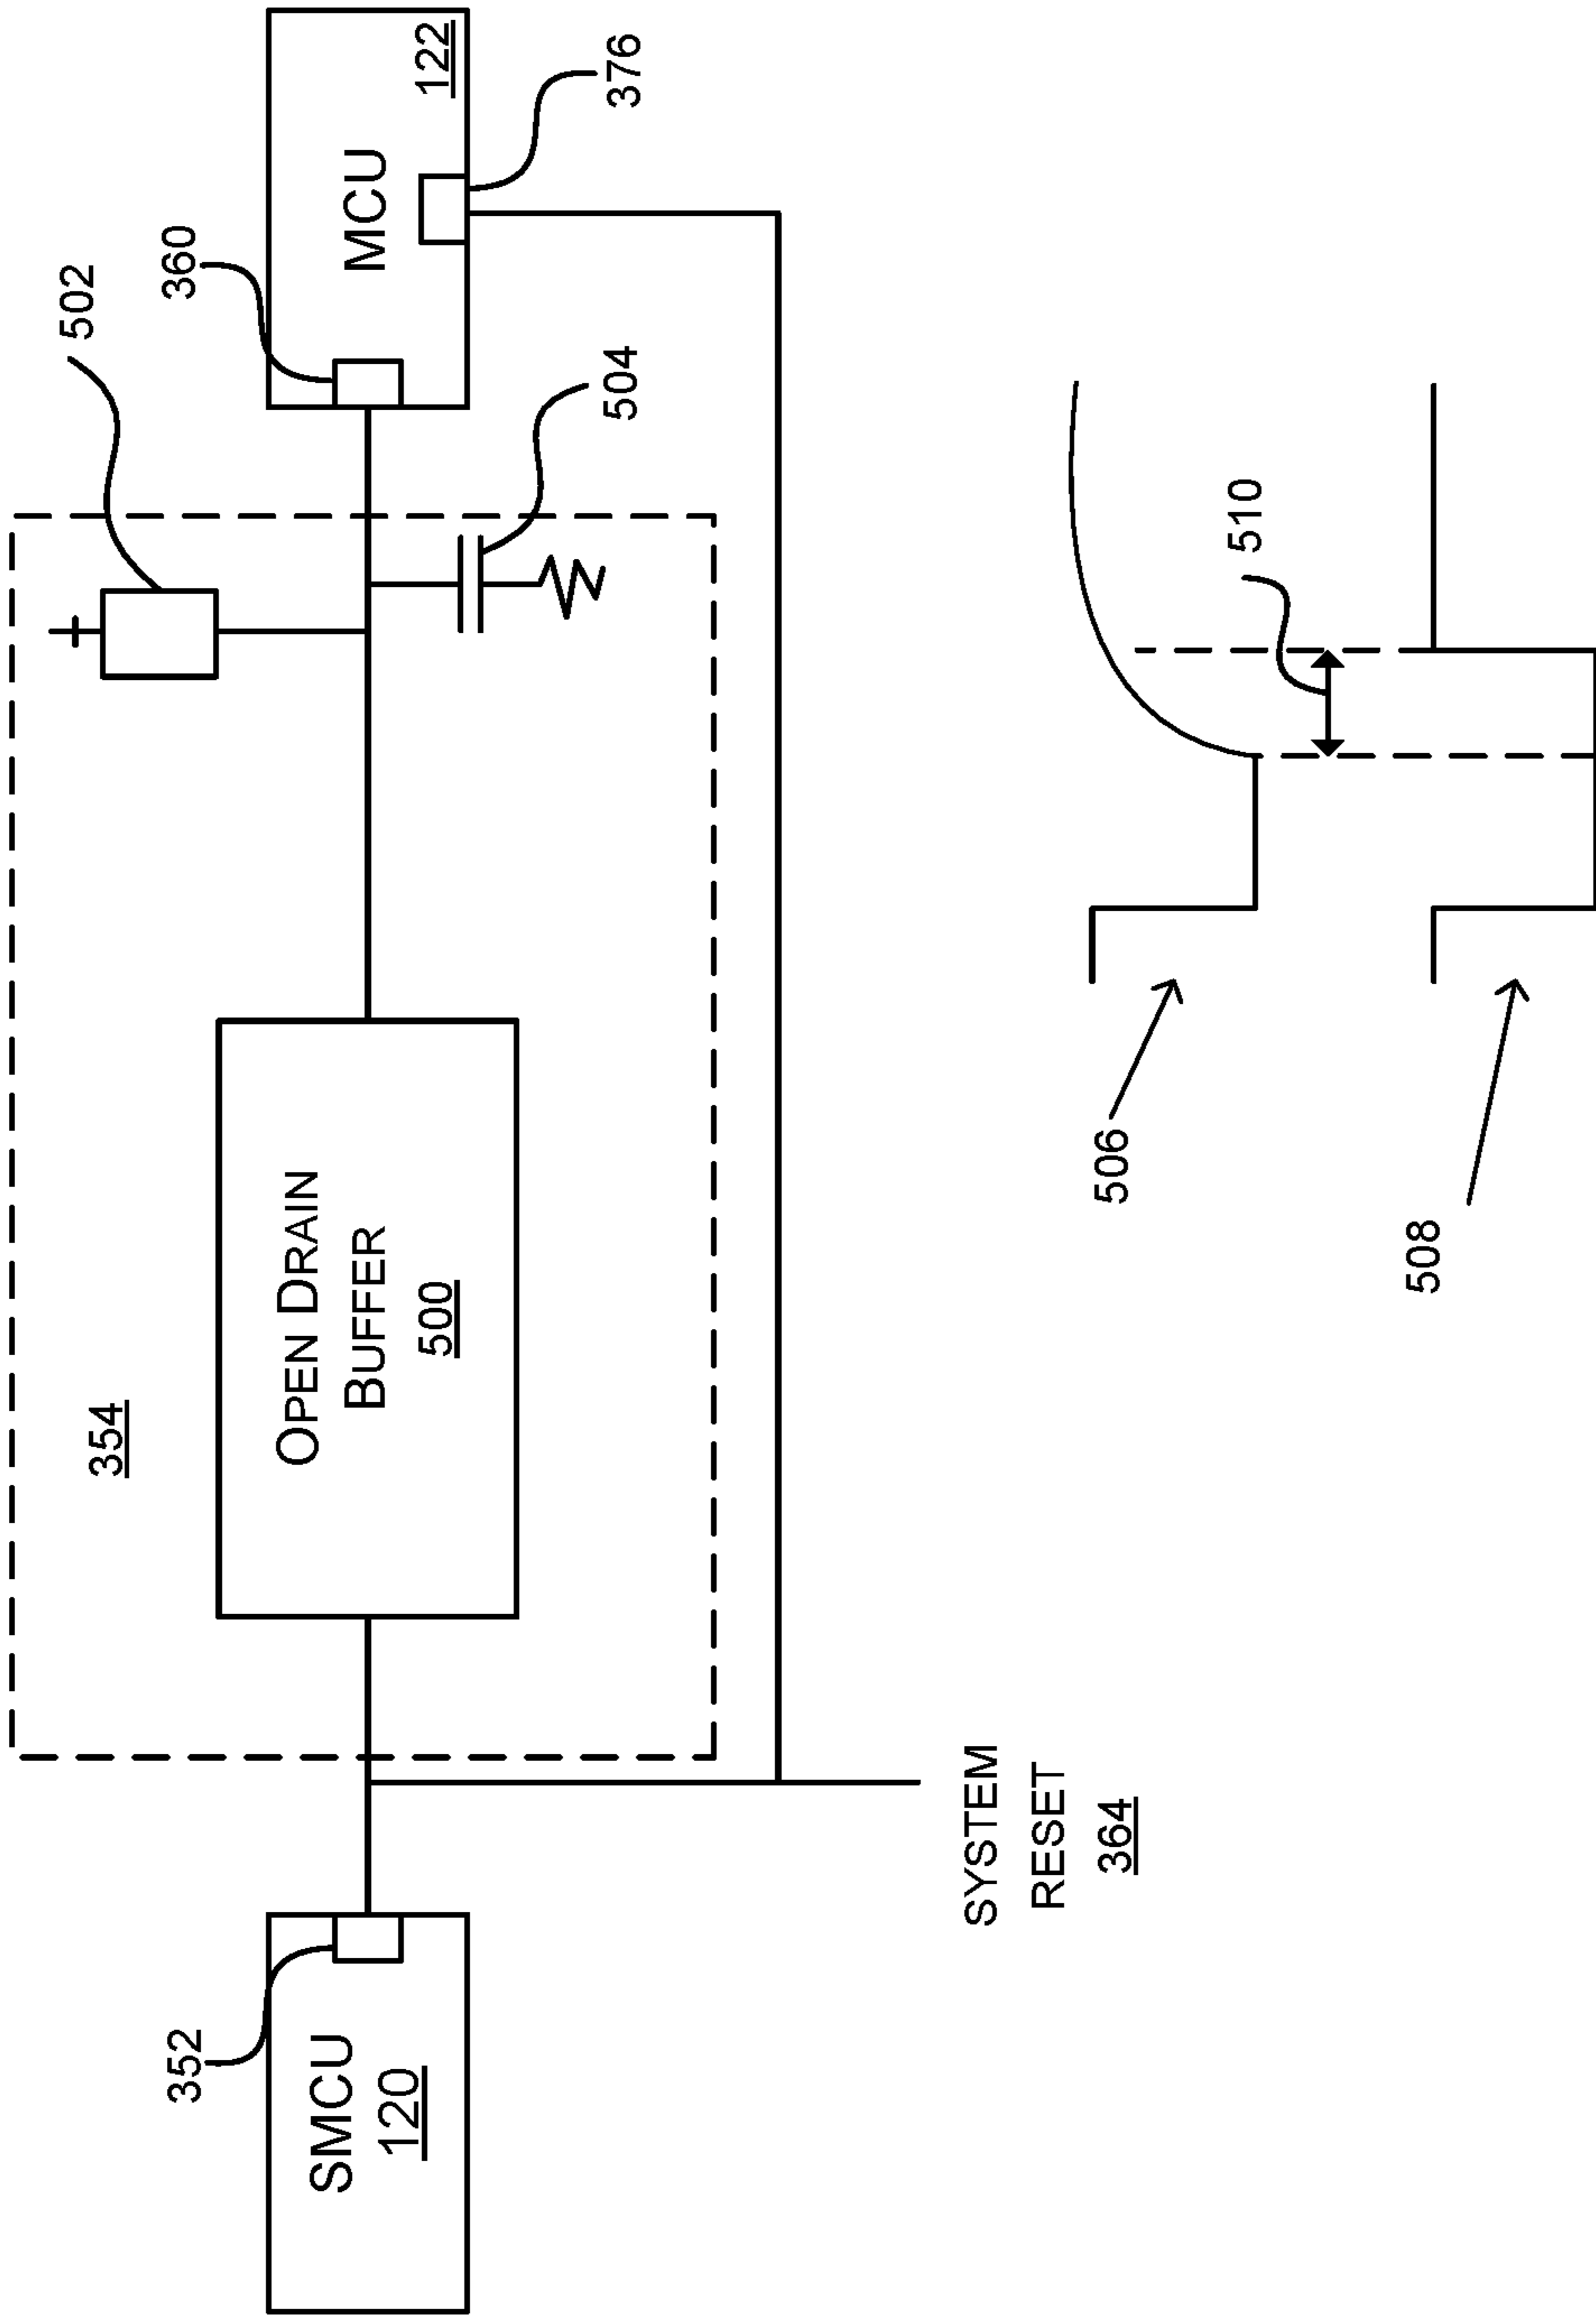 354
502
360
352
SMCU
120
OPEN DRAIN
BUFFER
500
MCU
122
504
376
SYSTEM
RESET
364
506
510
508